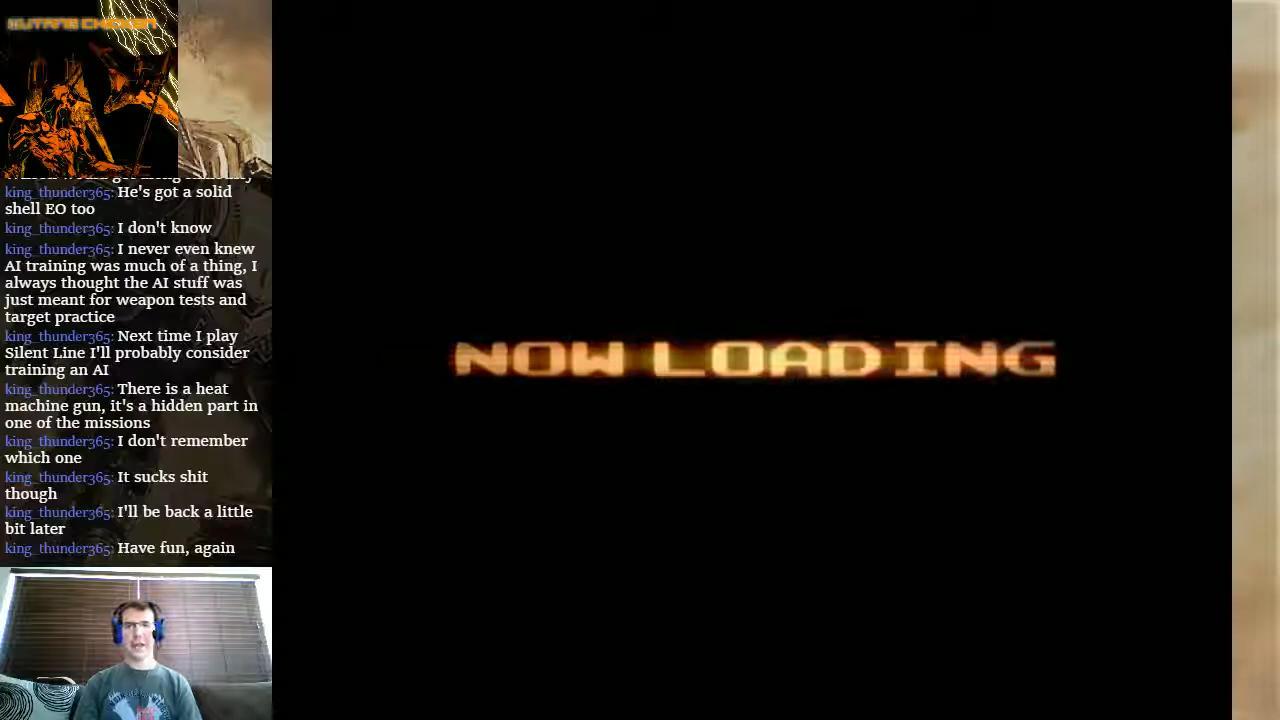 king_thunder365: He's got a solid
shell EO too
king_thunder365: I don't know
king_thunder365: I never even knew
AI training was much of a thing, I
always thought the AI stuff was
just meant for weapon tests and
target practice
king_thunder365: Next time I play
Silent Line I'll probably consider
training an AI
king_thunder365: There is a heat
machine gun, it's a hidden part in
one of the missions
king_thunder365: I don't remember
which one
king_thunder365: It sucks shit
though
king_thunder365: I'll be back a little
bit later
king_thunder365: Have fun, again
NOW LOADING